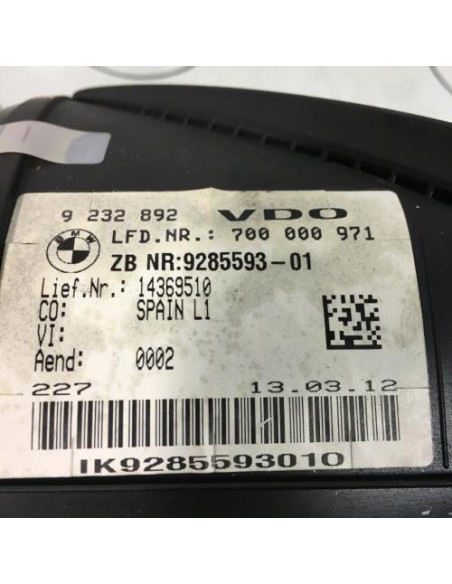 9 232 892 VDO
BMW
LFD.NR.: 700 000 971
ZB NR:9285593-01
Lief.Nr.: 14369510
CO: SPAIN L1
VI:
Aend: 0002
227 13.03.12
IK9285593010